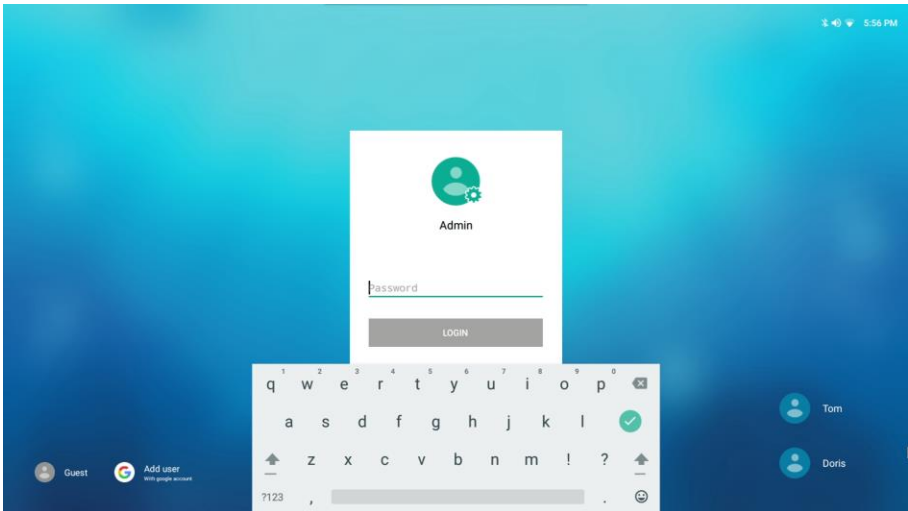 5:56 PM
Admin
Password
LOGIN
1 2 3 4 5 6 7 8 9 0
q w e r t y u i o p
a s d f g h j k l
z x c v b n m ! ?
?123 , .
Tom
Doris
Guest
Add user
With google account